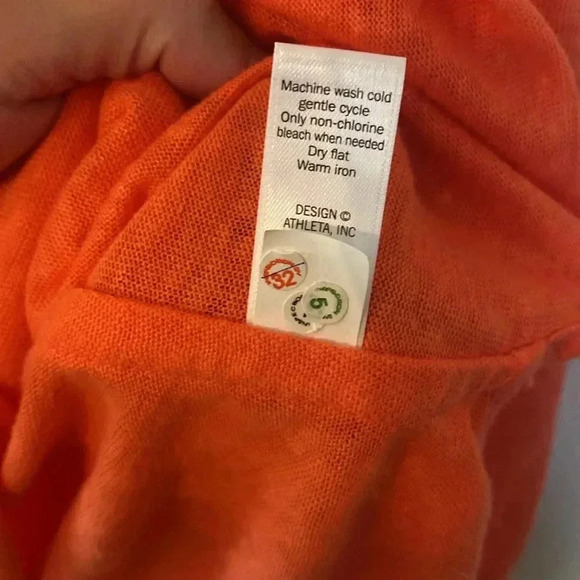 Machine wash cold
gentle cycle
Only non-chlorine
bleach when needed
Dry flat
Warm iron
DESIGN ©
ATHLETA, INC
32
5